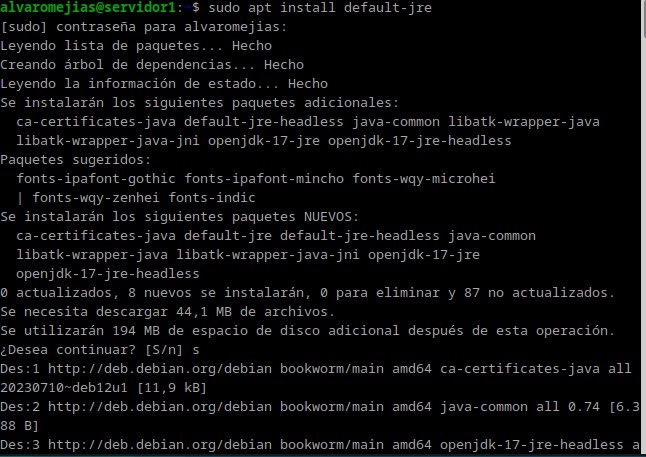 alvaromejias@servidor1:~$ sudo apt install default-jre
[sudo] contraseña para alvaromejias:
Leyendo lista de paquetes... Hecho
Creando árbol de dependencias... Hecho
Leyendo la información de estado... Hecho
Se instalarán los siguientes paquetes adicionales:
  ca-certificates-java default-jre-headless java-common libatk-wrapper-java
  libatk-wrapper-java-jni openjdk-17-jre openjdk-17-jre-headless
Paquetes sugeridos:
  fonts-ipafont-gothic fonts-ipafont-mincho fonts-wqy-microhei
  | fonts-wqy-zenhei fonts-indic
Se instalarán los siguientes paquetes NUEVOS:
  ca-certificates-java default-jre default-jre-headless java-common
  libatk-wrapper-java libatk-wrapper-java-jni openjdk-17-jre
  openjdk-17-jre-headless
0 actualizados, 8 nuevos se instalarán, 0 para eliminar y 87 no actualizados.
Se necesita descargar 44,1 MB de archivos.
Se utilizarán 194 MB de espacio de disco adicional después de esta operación.
¿Desea continuar? [S/n] s
Des:1 http://deb.debian.org/debian bookworm/main amd64 ca-certificates-java all
20230710~deb12u1 [11,9 kB]
Des:2 http://deb.debian.org/debian bookworm/main amd64 java-common all 0.74 [6.3
88 B]
Des:3 http://deb.debian.org/debian bookworm/main amd64 openjdk-17-jre-headless a